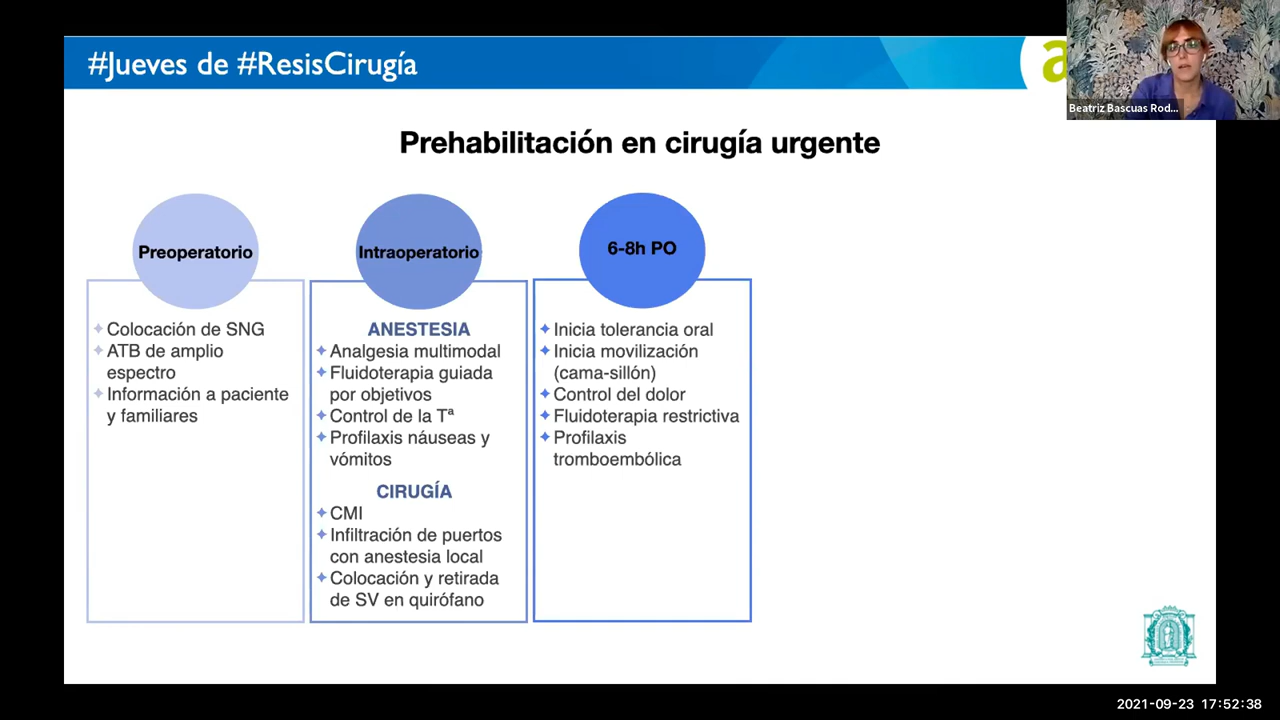 #Jueves de #ResisCirugía
a
Beatriz Bascuas Rod...
Prehabilitación en cirugía urgente
Preoperatorio
Colocación de SNG
ATB de amplio
espectro
Información a paciente
y familiares
Intraoperatorio
ANESTESIA
Analgesia multimodal
Fluidoterapia guiada
por objetivos
Control de la Tª
Profilaxis náuseas y
vómitos
CIRUGÍA
CMI
Infiltración de puertos
con anestesia local
Colocación y retirada
de SV en quirófano
6-8h PO
Inicia tolerancia oral
Inicia movilización
(cama-sillón)
Control del dolor
Fluidoterapia restrictiva
Profilaxis
tromboembólica
2021-09-23 17:52:38